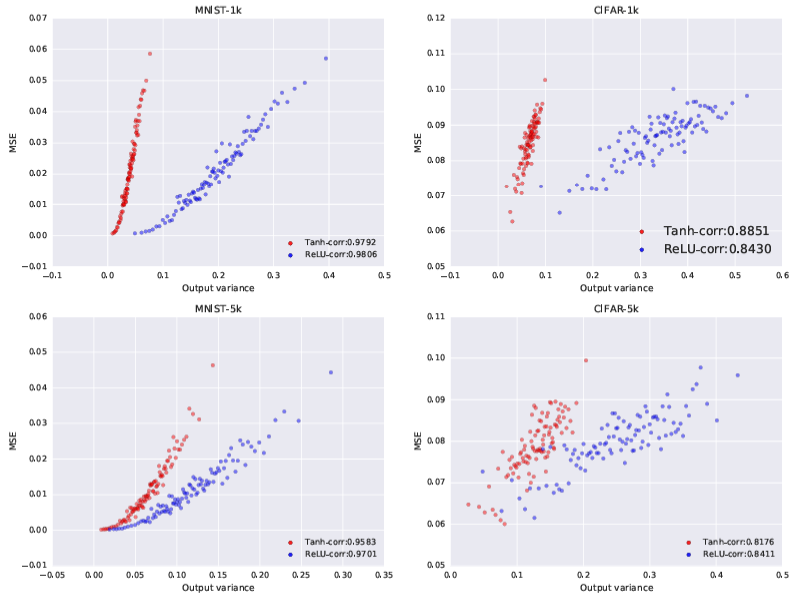 MNIST-1k
0.07
0.06
0.05
0.04
0.03
0.02
0.01
0.00
−0.01
MSE
Tanh-corr:0.9792
ReLU-corr:0.9806
−0.1 0.0 0.1 0.2 0.3 0.4 0.5
Output variance
CIFAR-1k
0.12
0.11
0.10
0.09
0.08
0.07
0.06
0.05
MSE
Tanh-corr:0.8851
ReLU-corr:0.8430
−0.1 0.0 0.1 0.2 0.3 0.4 0.5 0.6
Output variance
MNIST-5k
0.06
0.05
0.04
0.03
0.02
0.01
0.00
−0.01
MSE
Tanh-corr:0.9583
ReLU-corr:0.9701
−0.05 0.00 0.05 0.10 0.15 0.20 0.25 0.30 0.35
Output variance
CIFAR-5k
0.11
0.10
0.09
0.08
0.07
0.06
0.05
MSE
Tanh-corr:0.8176
ReLU-corr:0.8411
0.0 0.1 0.2 0.3 0.4 0.5
Output variance